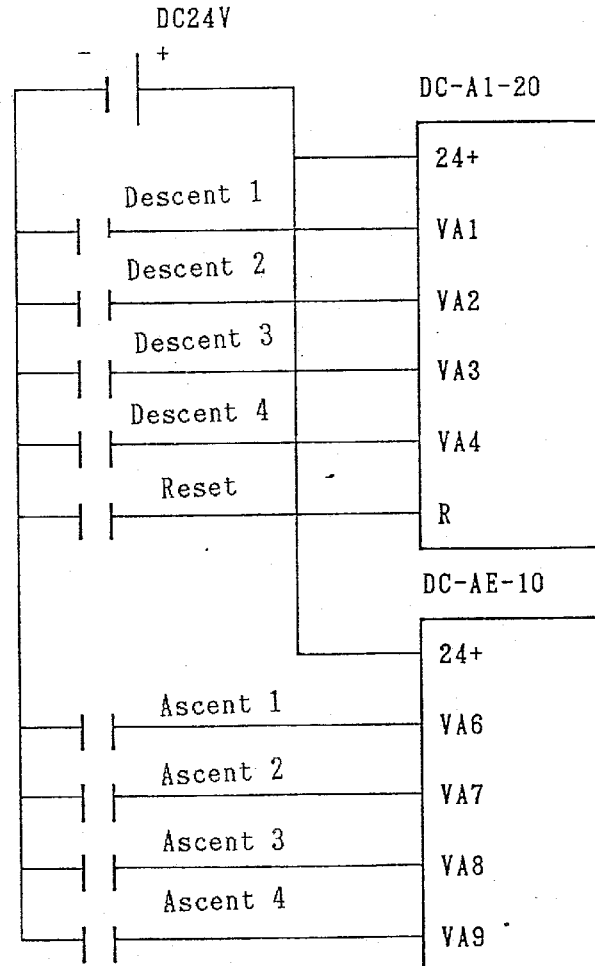 DC24V
- +
DC-A1-20
24+
Descent 1
VA1
Descent 2
VA2
Descent 3
VA3
Descent 4
VA4
Reset
R
DC-AE-10
24+
Ascent 1
VA6
Ascent 2
VA7
Ascent 3
VA8
Ascent 4
VA9